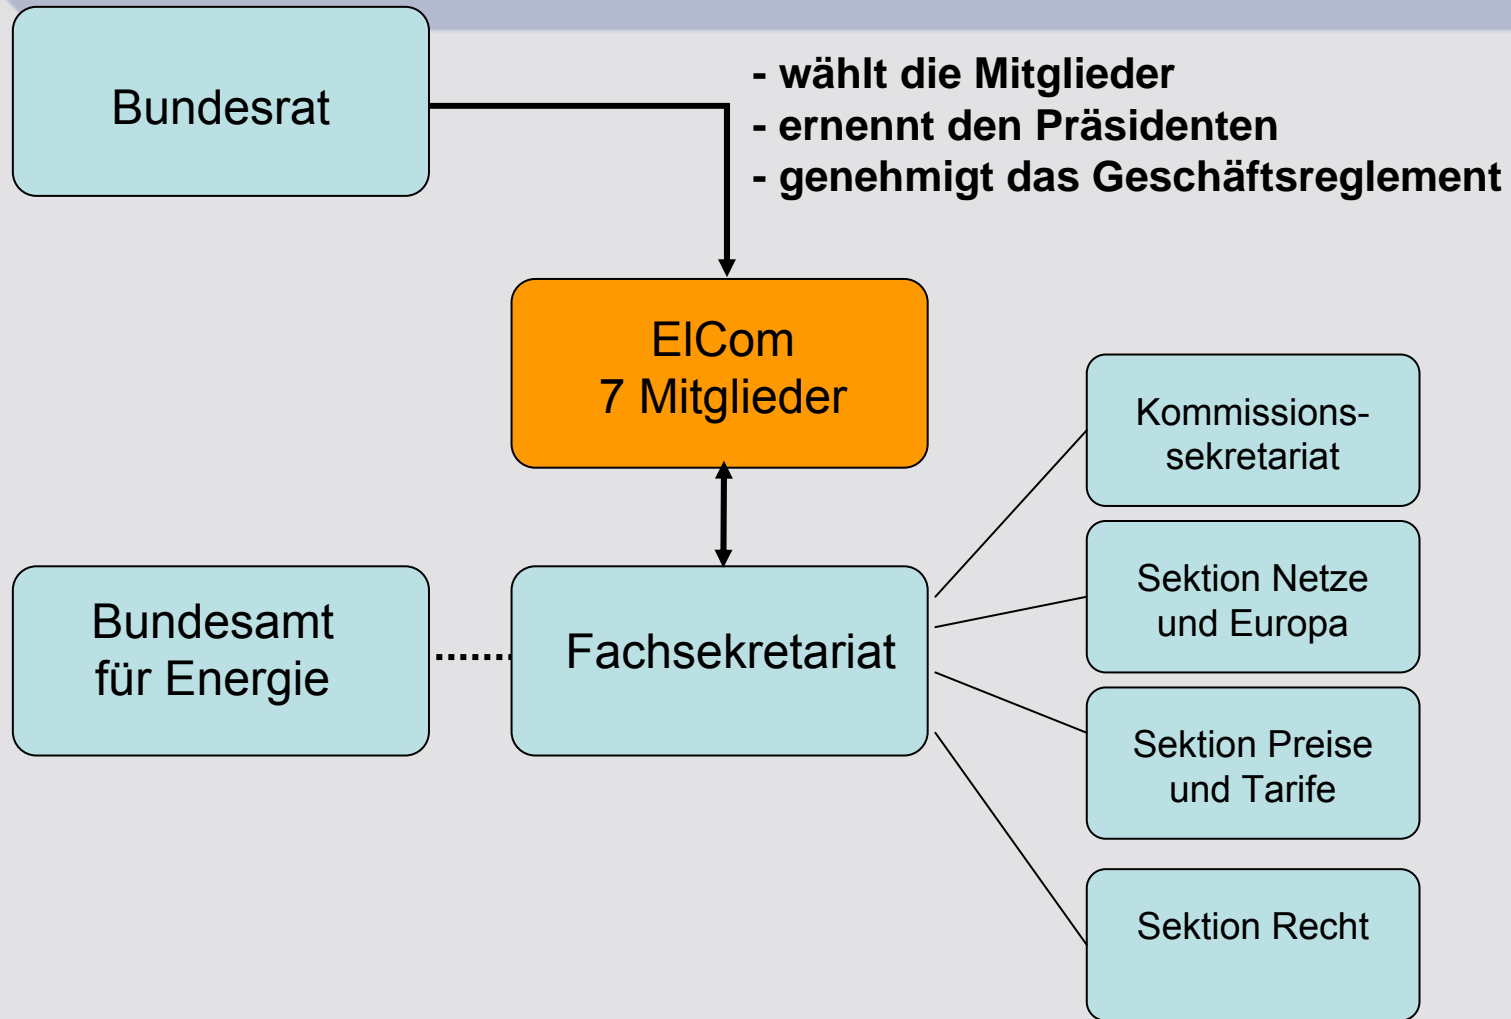 Bundesrat
- wählt die Mitglieder
- ernennt den Präsidenten
- genehmigt das Geschäftsreglement
ElCom
7 Mitglieder
Kommissions-
sekretariat
Sektion Netze
und Europa
Bundesamt
für Energie
Fachsekretariat
Sektion Preise
und Tarife
Sektion Recht